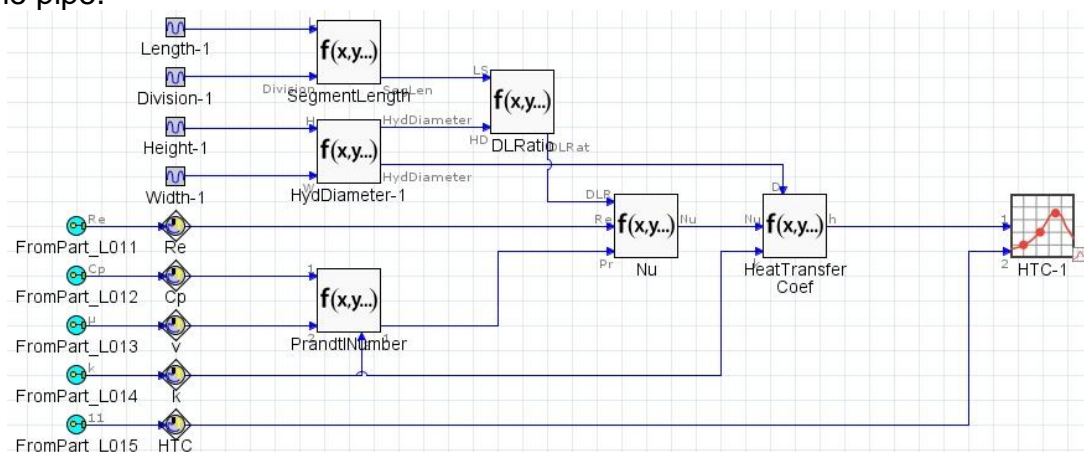 Length-1
Division-1
Height-1
Width-1
f(x,y...)
Division
SegmentLength
SegLen
H
f(x,y...)
W
HydDiameter
HydDiameter
HydDiameter-1
LS
HD
f(x,y...)
DLRatio
DLRat
FromPart_L011
Re
Re
FromPart_L012
Cp
Cp
FromPart_L013
µ
v
FromPart_L014
k
k
FromPart_L015
11
HTC
1
2
f(x,y...)
1
PrandtlNumber
DLR
Re
Pr
f(x,y...)
Nu
Nu
D
Nu
f(x,y...)
h
HeatTransfer
Coef
1
2
HTC-1